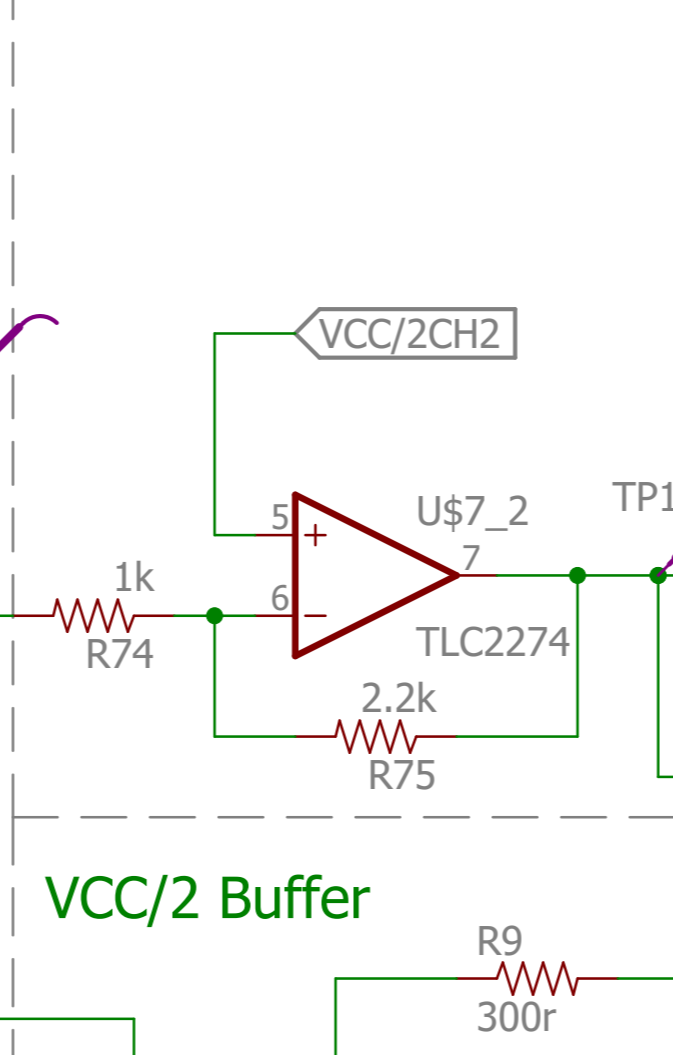 VCC/2CH2
5
+
U$7_2
TP1
7
1k
6
−
R74
TLC2274
2.2k
R75
VCC/2 Buffer
R9
300r